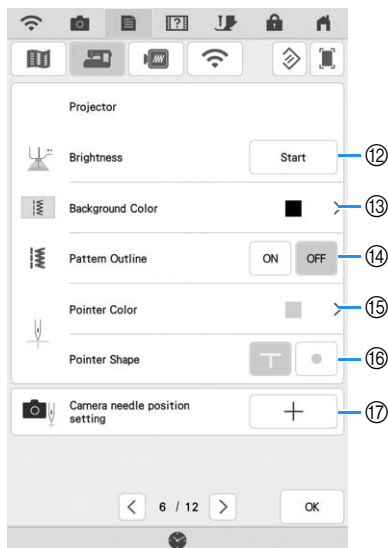 Projector
Brightness
Start
⑫
Background Color
⑬
Pattern Outline
ON
OFF
⑭
Pointer Color
⑮
Pointer Shape
⑯
Camera needle position
setting
⑰
6 / 12
OK